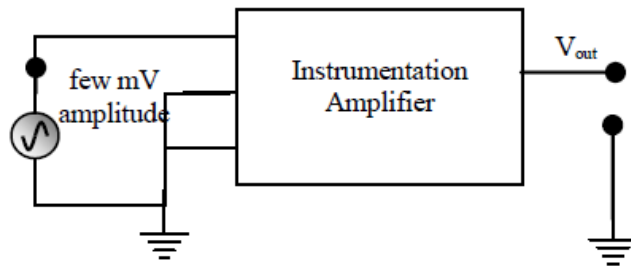 few mV
amplitude
Instrumentation
Amplifier
Vout